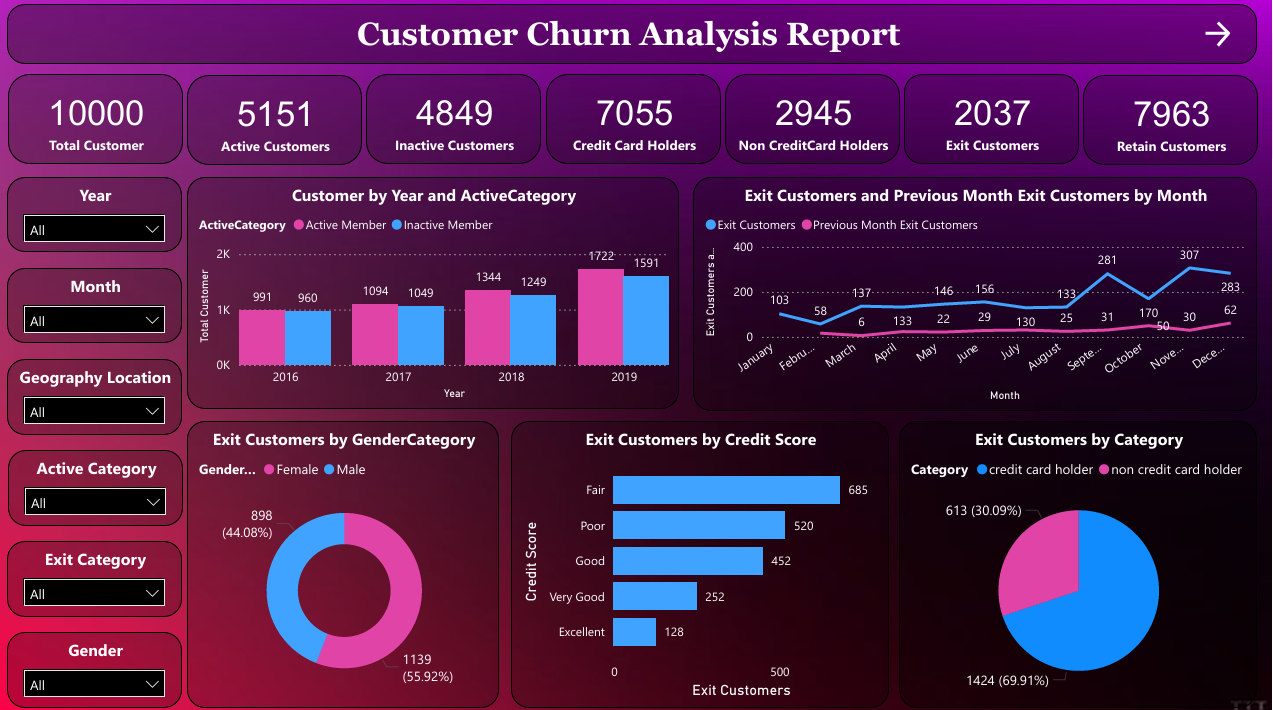 Customer Churn Analysis Report
10000
Total Customer
5151
Active Customers
4849
Inactive Customers
7055
Credit Card Holders
2945
Non CreditCard Holders
2037
Exit Customers
7963
Retain Customers
Year
All
Month
All
Geography Location
All
Active Category
All
Exit Category
All
Gender
All
Customer by Year and ActiveCategory
ActiveCategory Active Member Inactive Member
Total Customer
2K
1K
0K
991 960
1094 1049
1344 1249
1722 1591
2016 2017 2018 2019
Year
Exit Customers and Previous Month Exit Customers by Month
Exit Customers Previous Month Exit Customers
Exit Customers a...
400
200
0
103 58 137 146 156 133 281 170 307 283
6 133 22 29 130 25 31 50 30 62
January Febru... March April May June July August Septe... October Nove... Dece...
Month
Exit Customers by GenderCategory
Gender... Female Male
898
(44.08%)
1139
(55.92%)
Exit Customers by Credit Score
Credit Score
Fair 685
Poor 520
Good 452
Very Good 252
Excellent 128
0 500
Exit Customers
Exit Customers by Category
Category credit card holder non credit card holder
613 (30.09%)
1424 (69.91%)